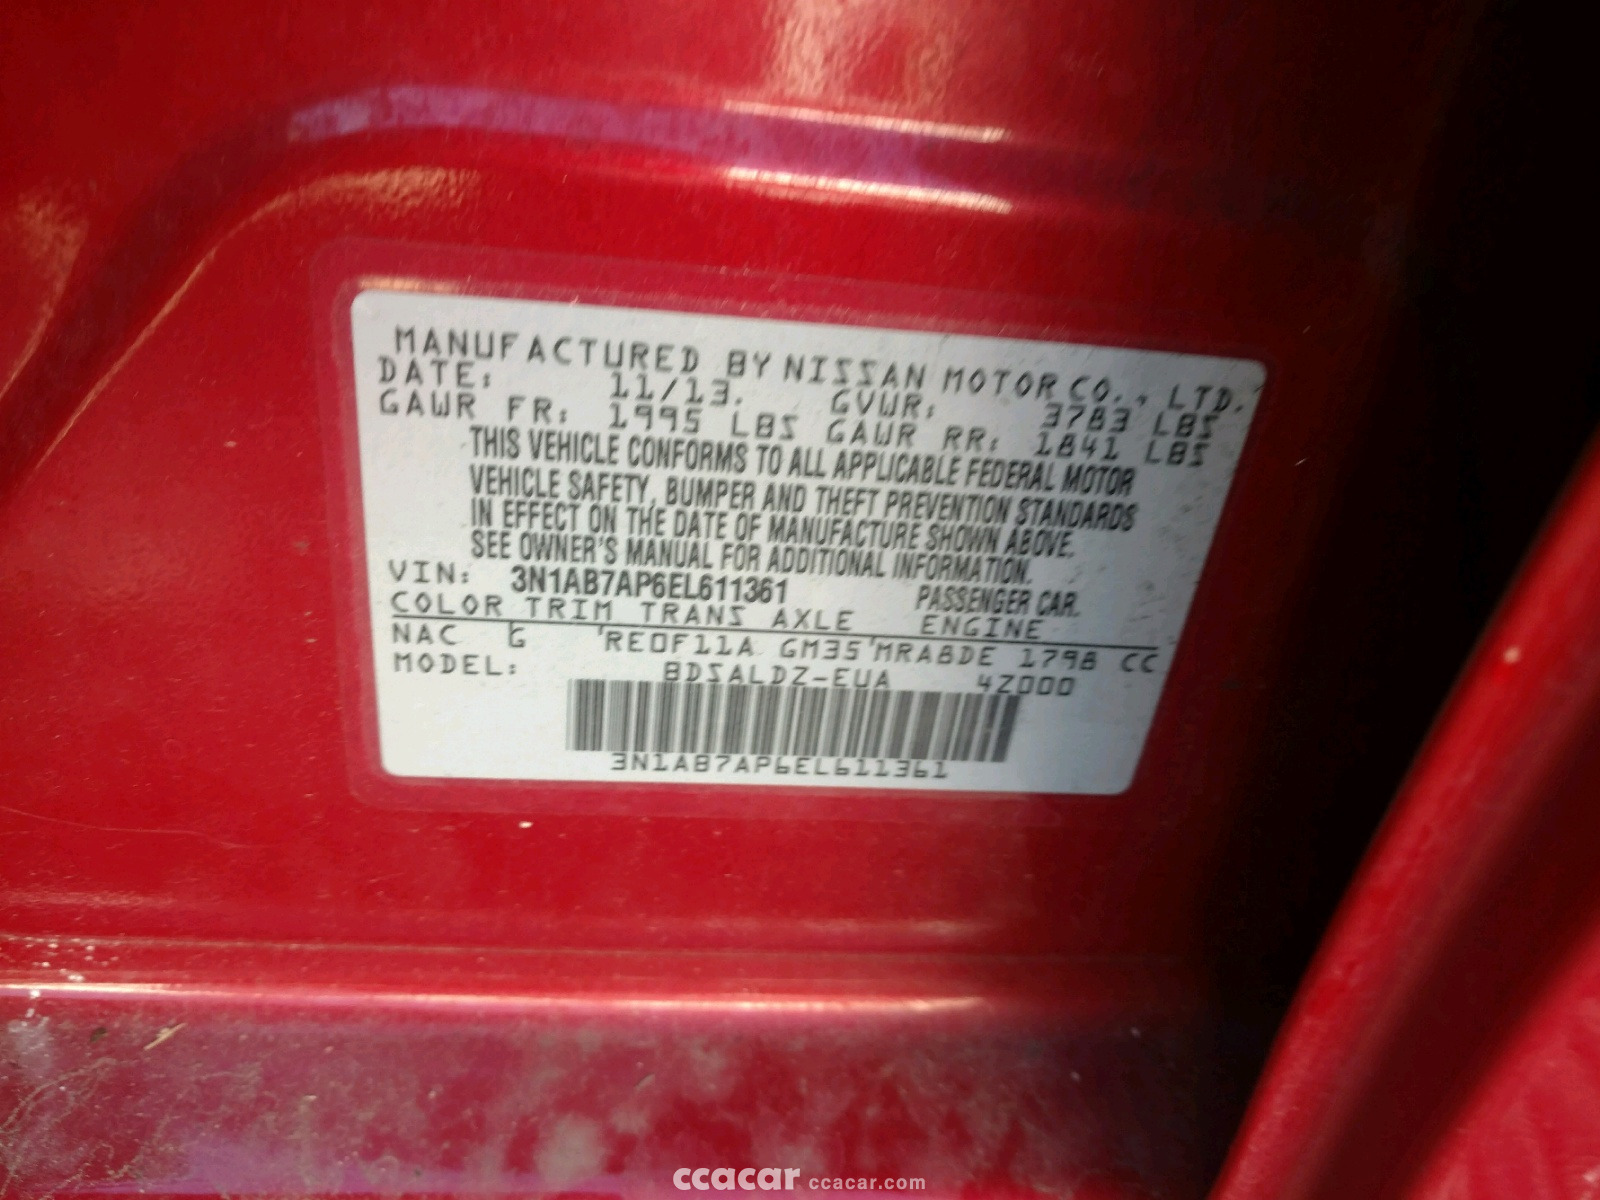 MANUFACTURED BY NISSAN MOTOR CO., LTD.
DATE: 11/13. GVWR: 3783 LBS
GAWR FR: 1995 LBS GAWR RR: 1841 LBS
THIS VEHICLE CONFORMS TO ALL APPLICABLE FEDERAL MOTOR
VEHICLE SAFETY, BUMPER AND THEFT PREVENTION STANDARDS
IN EFFECT ON THE DATE OF MANUFACTURE SHOWN ABOVE.
SEE OWNER'S MANUAL FOR ADDITIONAL INFORMATION.
VIN: 3N1AB7AP6EL611361 PASSENGER CAR.
COLOR TRIM TRANS AXLE ENGINE
NAC G 'RE0F11A GM35'MRA8DE 1798 CC
MODEL: BDSALDZ-EUA 4Z000
3N1AB7AP6EL611361
ccacar ccacar.com